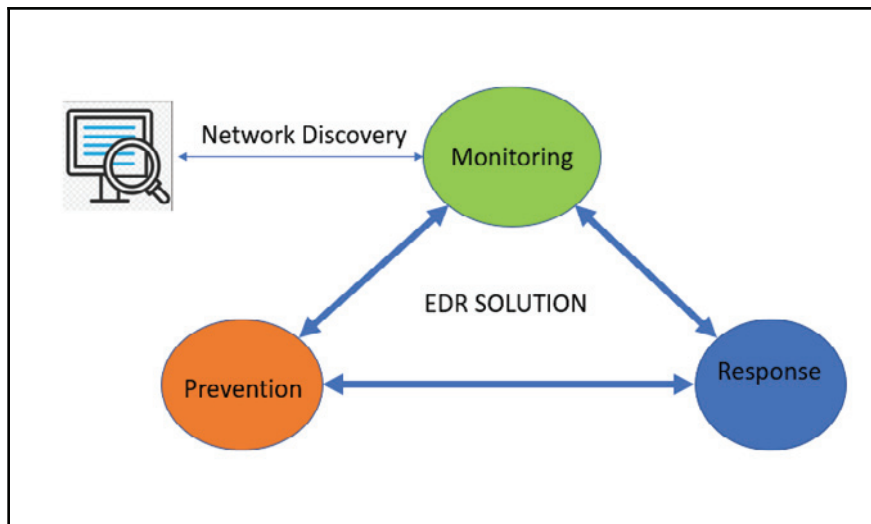 Network Discovery
Monitoring
EDR SOLUTION
Prevention
Response